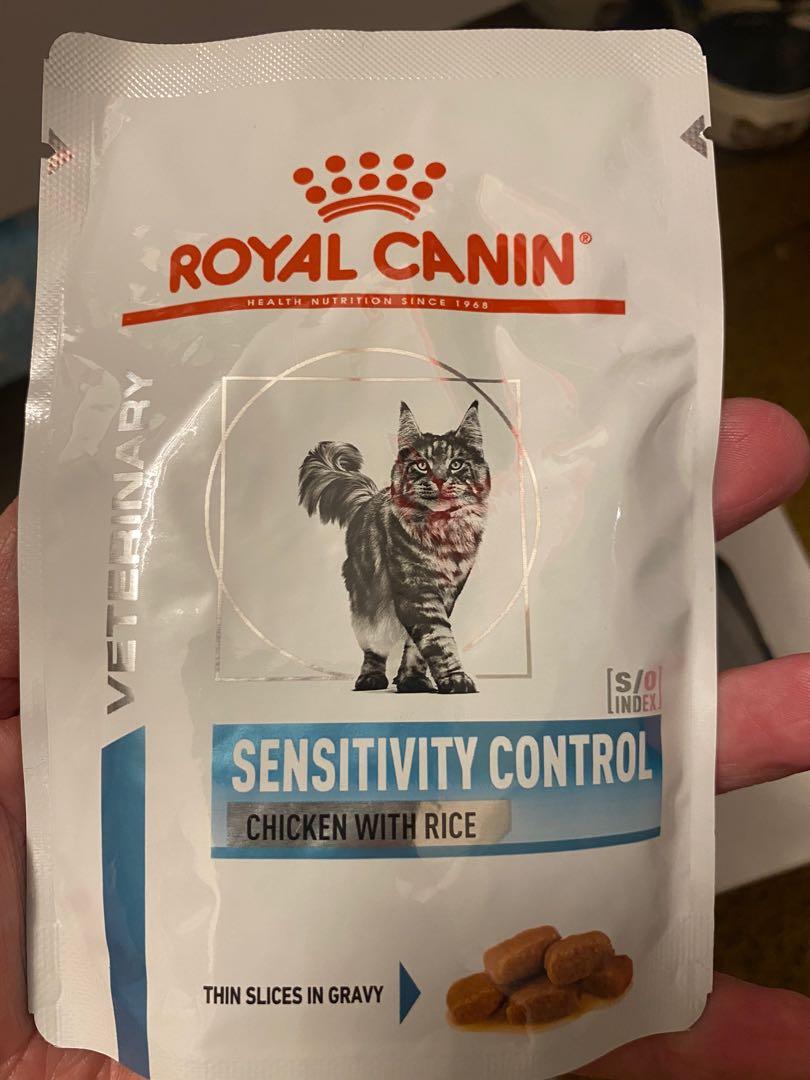 ROYAL CANIN®
HEALTH NUTRITION SINCE 1968
VETERINARY
S/O
INDEX
SENSITIVITY CONTROL
CHICKEN WITH RICE
THIN SLICES IN GRAVY